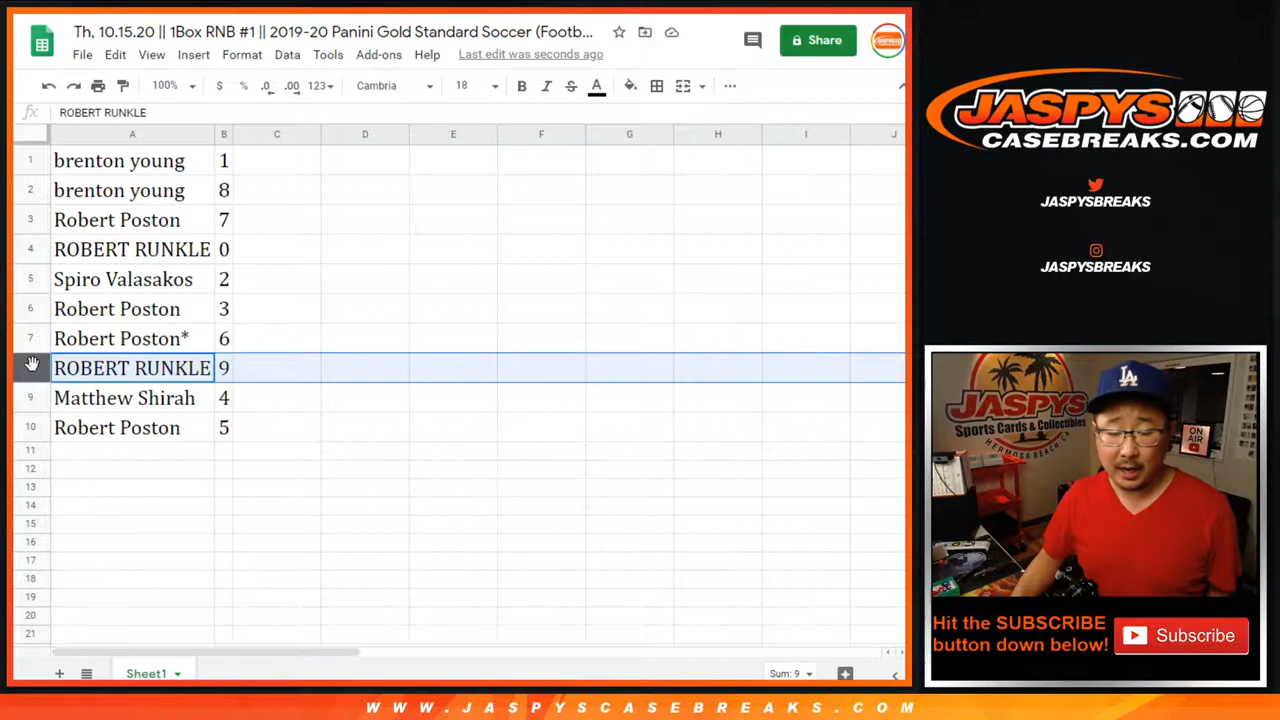 Th, 10.15.20 || 1Box RNB #1 || 2019-20 Panini Gold Standard Soccer (Footb...
File Edit View Insert Format Data Tools Add-ons Help Last edit was seconds ago
Share
100% $ % .0 .00 123 Cambria 18 B I S A
fx ROBERT RUNKLE
A B C D E F G H I J
1 brenton young 1
2 brenton young 8
3 Robert Poston 7
4 ROBERT RUNKLE 0
5 Spiro Valasakos 2
6 Robert Poston 3
7 Robert Poston* 6
ROBERT RUNKLE 9
9 Matthew Shirah 4
10 Robert Poston 5
11
12
13
14
15
16
17
18
19
20
21
Sheet1
Sum: 9
JASPYS
CASEBREAKS.COM
JASPYSBREAKS
JASPYSBREAKS
JASPYS
Sports Cards & Collectibles
HERMOSA BEACH, CA
LA
ON AIR
Hit the SUBSCRIBE
button down below!
Subscribe
WWW.JASPYSCASEBREAKS.COM